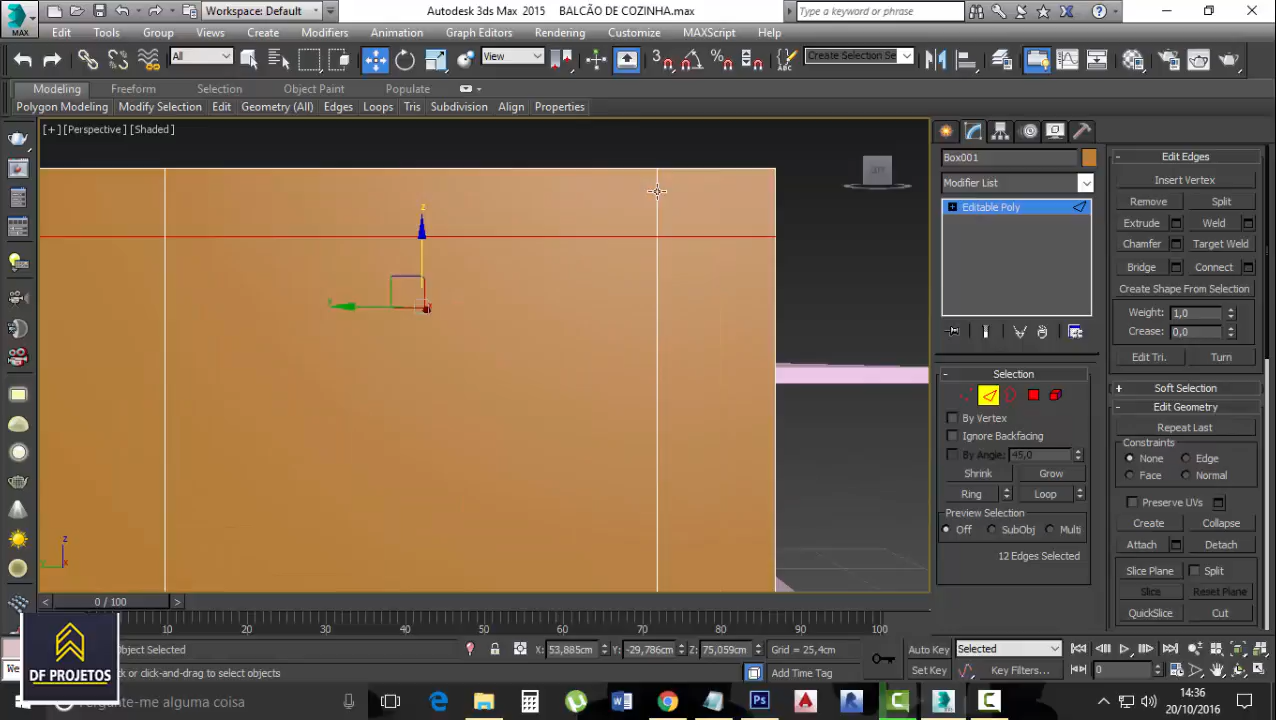 MAX
Workspace: Default
Autodesk 3ds Max 2015 BALCÃO DE COZINHA.max
Type a keyword or phrase
Edit Tools Group Views Create Modifiers Animation Graph Editors Rendering Customize MAXScript Help
All
View
Create Selection Se
Modeling Freeform Selection Object Paint Populate
Polygon Modeling Modify Selection Edit Geometry (All) Edges Loops Tris Subdivision Align Properties
[+] [Perspective] [Shaded]
Box001
Modifier List
Editable Poly
Selection
By Vertex
Ignore Backfacing
By Angle: 45,0
Shrink Grow
Ring Loop
Preview Selection
Off SubObj Multi
12 Edges Selected
Edit Edges
Insert Vertex
Remove Split
Extrude Weld
Chamfer Target Weld
Bridge Connect
Create Shape From Selection
Weight: 1,0
Crease: 0,0
Edit Tri. Turn
Soft Selection
Edit Geometry
Repeat Last
Constraints
None Edge
Face Normal
Preserve UVs
Create Collapse
Attach Detach
Slice Plane Split
Slice Reset Plane
QuickSlice Cut
z
x
z
0 / 100
10 20 30 40 50 60 70 80 90 100
Object Selected
X: 53,885cm Y: -29,786cm Z: 75,059cm Grid = 25,4cm
Auto Key Selected
We
or click-and-drag to select objects
Add Time Tag
Set Key Key Filters... 0
DF PROJETOS
Pergunte-me alguma coisa
14:36
20/10/2016